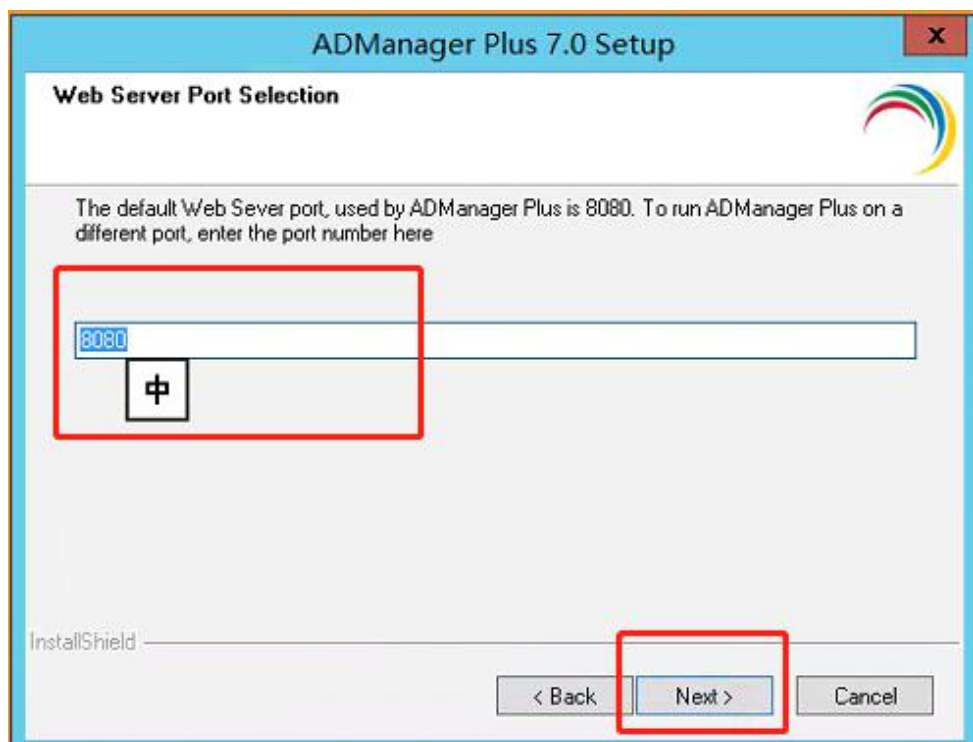 ADManager Plus 7.0 Setup
x
Web Server Port Selection
The default Web Sever port, used by ADManager Plus is 8080. To run ADManager Plus on a
different port, enter the port number here
8080
中
InstallShield
< Back
Next >
Cancel